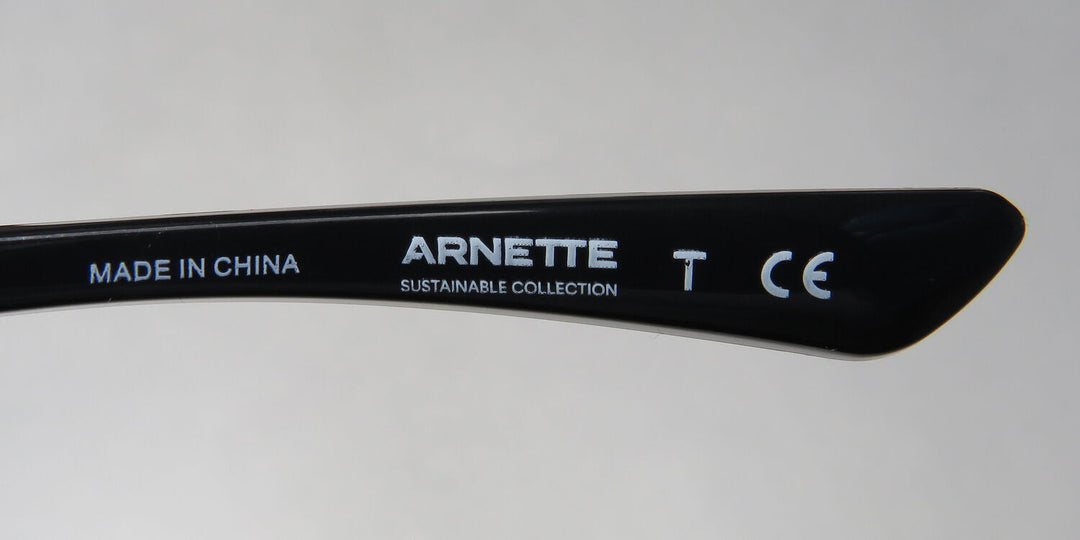 MADE IN CHINA
ARNETTE
SUSTAINABLE COLLECTION
T CE